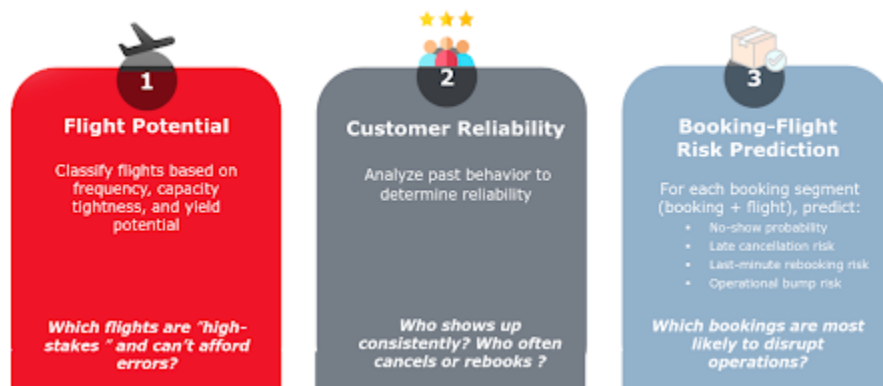 1
Flight Potential
Classify flights based on
frequency, capacity
tightness, and yield
potential
Which flights are "high-
stakes " and can't afford
errors?
2
Customer Reliability
Analyze past behavior to
determine reliability
Who shows up
consistently? Who often
cancels or rebooks ?
3
Booking-Flight
Risk Prediction
For each booking segment
(booking + flight), predict:
• No-show probability
• Late cancellation risk
• Last-minute rebooking risk
• Operational bump risk
Which bookings are most
likely to disrupt
operations?